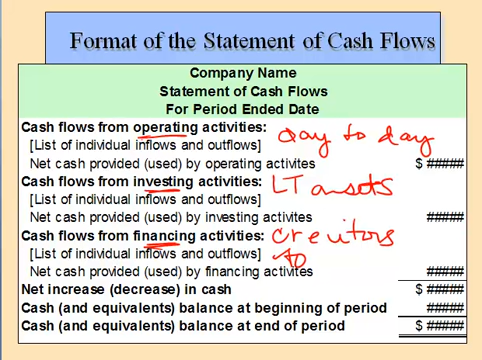 Format of the Statement of Cash Flows
Company Name
Statement of Cash Flows
For Period Ended Date
Cash flows from operating activities: Day to day
[List of individual inflows and outflows]
Net cash provided (used) by operating activites $ #####
Cash flows from investing activities: LT assets
[List of individual inflows and outflows]
Net cash provided (used) by investing activites #####
Cash flows from financing activities: creditors
[List of individual inflows and outflows] to
Net cash provided (used) by financing activities #####
Net increase (decrease) in cash $ #####
Cash (and equivalents) balance at beginning of period #####
Cash (and equivalents) balance at end of period $ #####